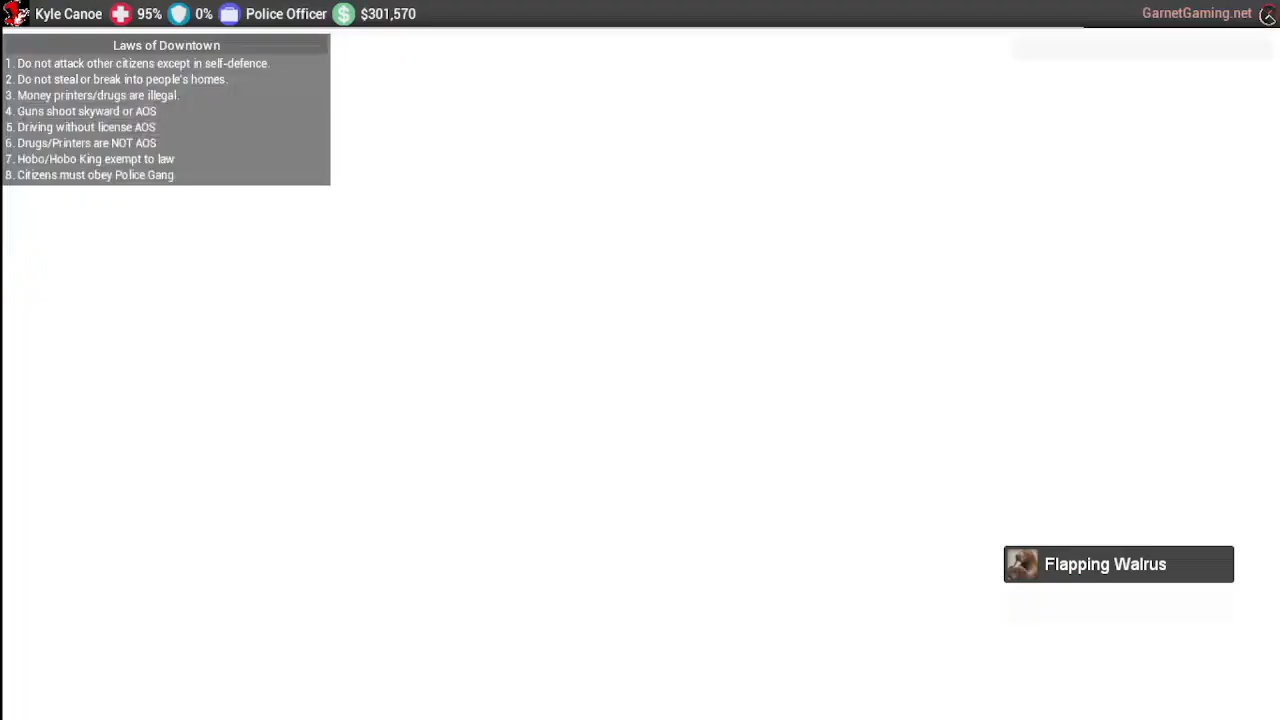 Kyle Canoe 95% 0% Police Officer $301,570 GarnetGaming.net
Laws of Downtown
1. Do not attack other citizens except in self-defence.
2. Do not steal or break into people's homes.
3. Money printers/drugs are illegal.
4. Guns shoot skyward or AOS
5. Driving without license AOS
6. Drugs/Printers are NOT AOS
7. Hobo/Hobo King exempt to law
8. Citizens must obey Police Gang
Flapping Walrus